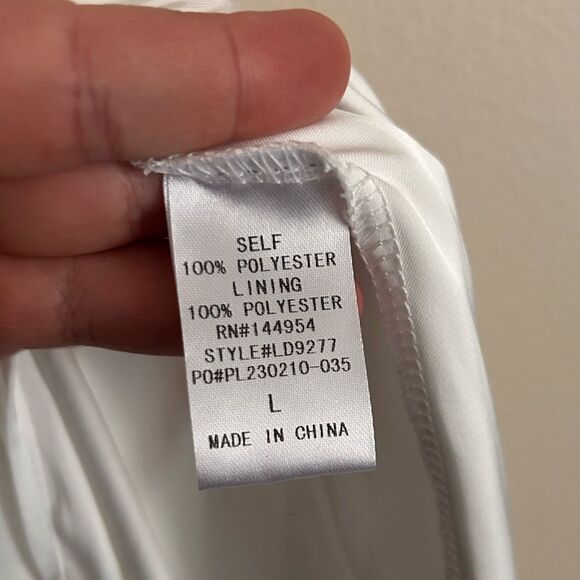 SELF
100% POLYESTER
LINING
100% POLYESTER
RN#144954
STYLE#LD9277
PO#PL230210-035
L
MADE IN CHINA